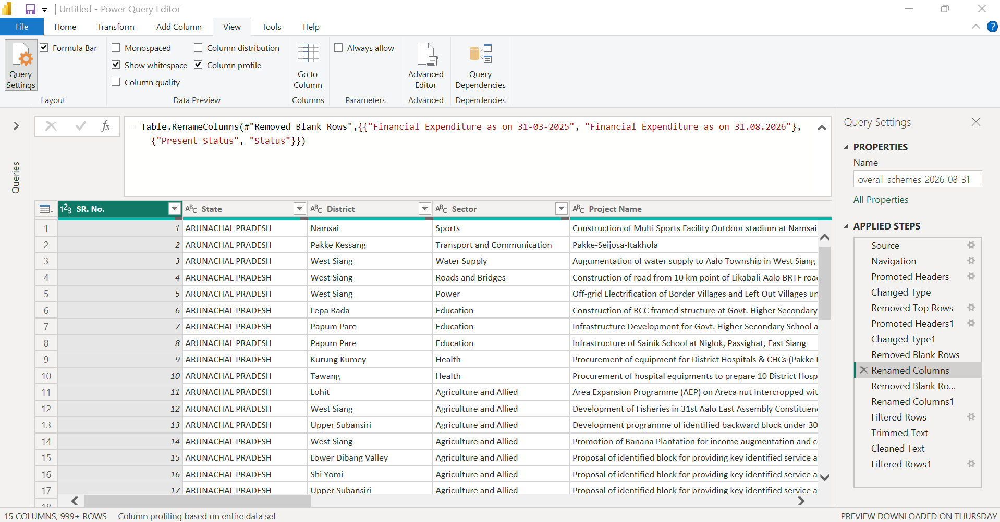 Untitled - Power Query Editor
File Home Transform Add Column View Tools Help
Query Settings
Formula Bar
Layout
Monospaced
Show whitespace
Column quality
Column distribution
Column profile
Data Preview
Go to Column
Columns
Always allow
Parameters
Advanced Editor
Advanced
Query Dependencies
Dependencies
Queries
fx
= Table.RenameColumns(#"Removed Blank Rows",{{"Financial Expenditure as on 31-03-2025", "Financial Expenditure as on 31.08.2026"},
{"Present Status", "Status"}})
123 SR. No. ABC State ABC District ABC Sector ABC Project Name
1 1 ARUNACHAL PRADESH Namsai Sports Construction of Multi Sports Facility Outdoor stadium at Namsai
2 2 ARUNACHAL PRADESH Pakke Kessang Transport and Communication Pakke-Seijosa-Itakhola
3 3 ARUNACHAL PRADESH West Siang Water Supply Augumentation of water supply to Aalo Township in West Siang
4 4 ARUNACHAL PRADESH West Siang Roads and Bridges Construction of road from 10 km point of Likabali-Aalo BRTF road
5 5 ARUNACHAL PRADESH West Siang Power Off-grid Electrification of Border Villages and Left Out Villages un
6 6 ARUNACHAL PRADESH Lepa Rada Education Construction of RCC framed structure at Govt. Higher Secondary
7 7 ARUNACHAL PRADESH Papum Pare Education Infrastructure Development for Govt. Higher Secondary School a
8 8 ARUNACHAL PRADESH Papum Pare Education Infrastructure of Sainik School at Niglok, Passighat, East Siang
9 9 ARUNACHAL PRADESH Kurung Kumey Health Procurement of equipment for District Hospitals & CHCs (Pakke
10 10 ARUNACHAL PRADESH Tawang Health Procurement of hospital equipments to prepare 10 District Hosp
11 11 ARUNACHAL PRADESH Lohit Agriculture and Allied Area Expansion Programme (AEP) on Areca nut intercropped wit
12 12 ARUNACHAL PRADESH West Siang Agriculture and Allied Development of Fisheries in 31st Aalo East Assembly Constituen
13 13 ARUNACHAL PRADESH Upper Subansiri Agriculture and Allied Development programme of identified backward block under 30
14 14 ARUNACHAL PRADESH West Siang Agriculture and Allied Promotion of Banana Plantation for income augmentation and c
15 15 ARUNACHAL PRADESH Lower Dibang Valley Agriculture and Allied Proposal of identified block for providing key identified service a
16 16 ARUNACHAL PRADESH Shi Yomi Agriculture and Allied Proposal of identified block for providing key identified service a
17 17 ARUNACHAL PRADESH Upper Subansiri Agriculture and Allied Proposal of identified block for providing key identified service a
18
Query Settings
PROPERTIES
Name
overall-schemes-2026-08-31
All Properties
APPLIED STEPS
Source
Navigation
Promoted Headers
Changed Type
Removed Top Rows
Promoted Headers1
Changed Type1
Removed Blank Rows
Renamed Columns
Removed Blank Ro...
Renamed Columns1
Filtered Rows
Trimmed Text
Cleaned Text
Filtered Rows1
15 COLUMNS, 999+ ROWS Column profiling based on entire data set PREVIEW DOWNLOADED ON THURSDAY